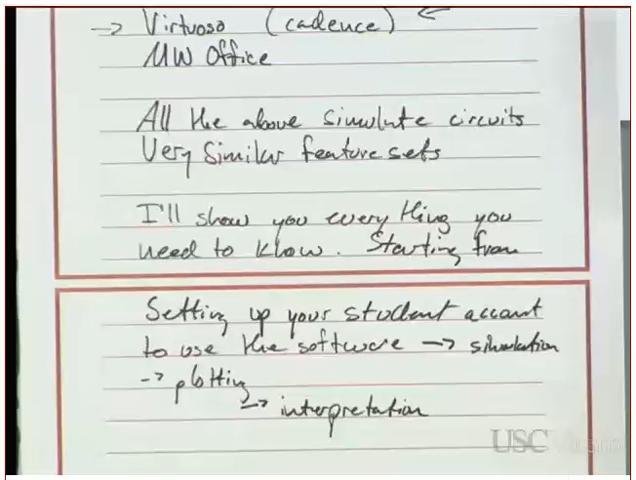 → Virtuoso (cadence) ←
MW Office
All the above simulate circuits
Very Similar feature sets
I'll show you everything you
need to know. Starting from
Setting up your student account
to use the software → simulation
→ plotting
→ interpretation
USC